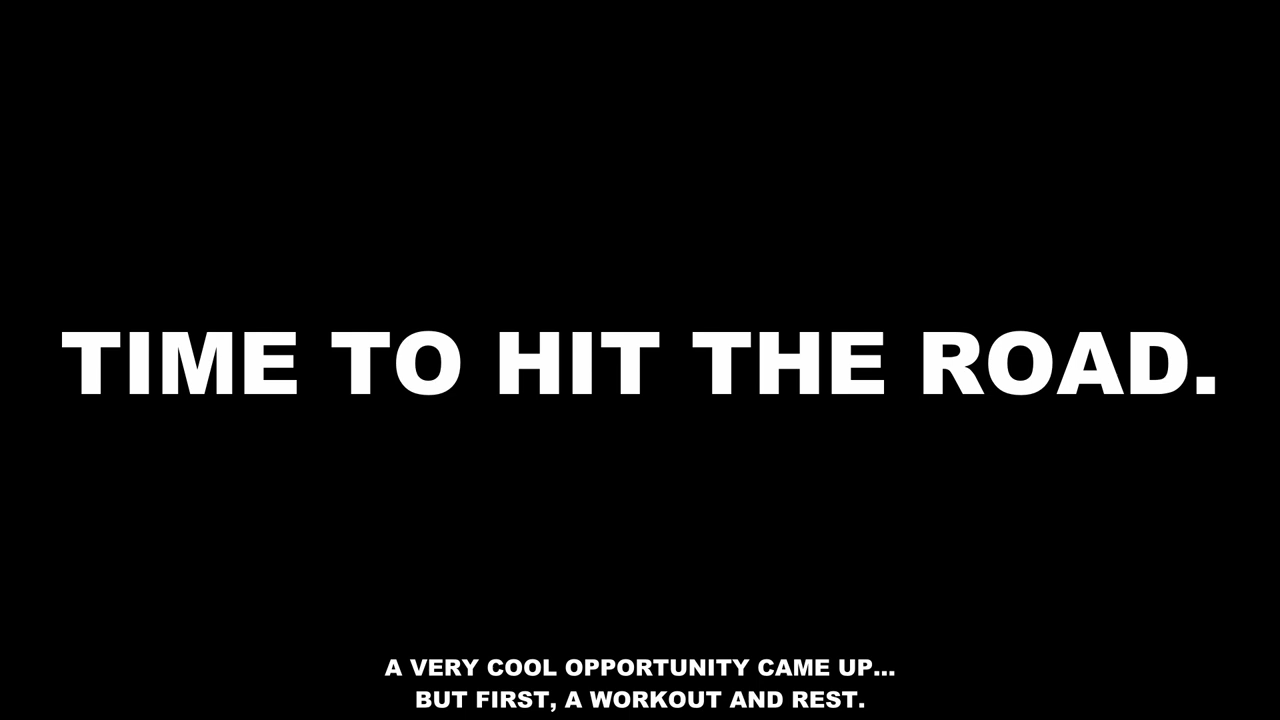 TIME TO HIT THE ROAD.
A VERY COOL OPPORTUNITY CAME UP...
BUT FIRST, A WORKOUT AND REST.